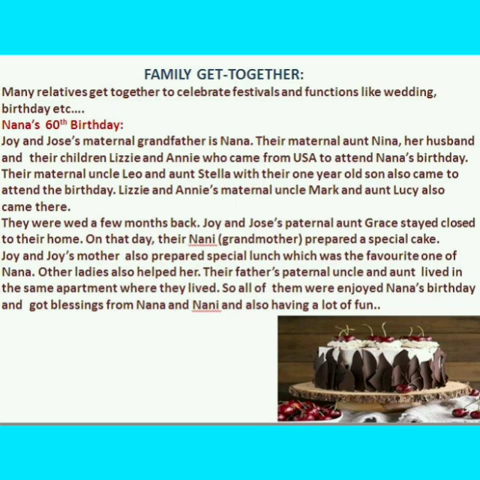 FAMILY GET-TOGETHER:
Many relatives get together to celebrate festivals and functions like wedding,
birthday etc....
Nana's 60th Birthday:
Joy and Jose's maternal grandfather is Nana. Their maternal aunt Nina, her husband
and their children Lizzie and Annie who came from USA to attend Nana's birthday.
Their maternal uncle Leo and aunt Stella with their one year old son also came to
attend the birthday. Lizzie and Annie's maternal uncle Mark and aunt Lucy also
came there.
They were wed a few months back. Joy and Jose's paternal aunt Grace stayed closed
to their home. On that day, their Nani (grandmother) prepared a special cake.
Joy and Joy's mother also prepared special lunch which was the favourite one of
Nana. Other ladies also helped her. Their father's paternal uncle and aunt lived in
the same apartment where they lived. So all of them were enjoyed Nana's birthday
and got blessings from Nana and Nani and also having a lot of fun..